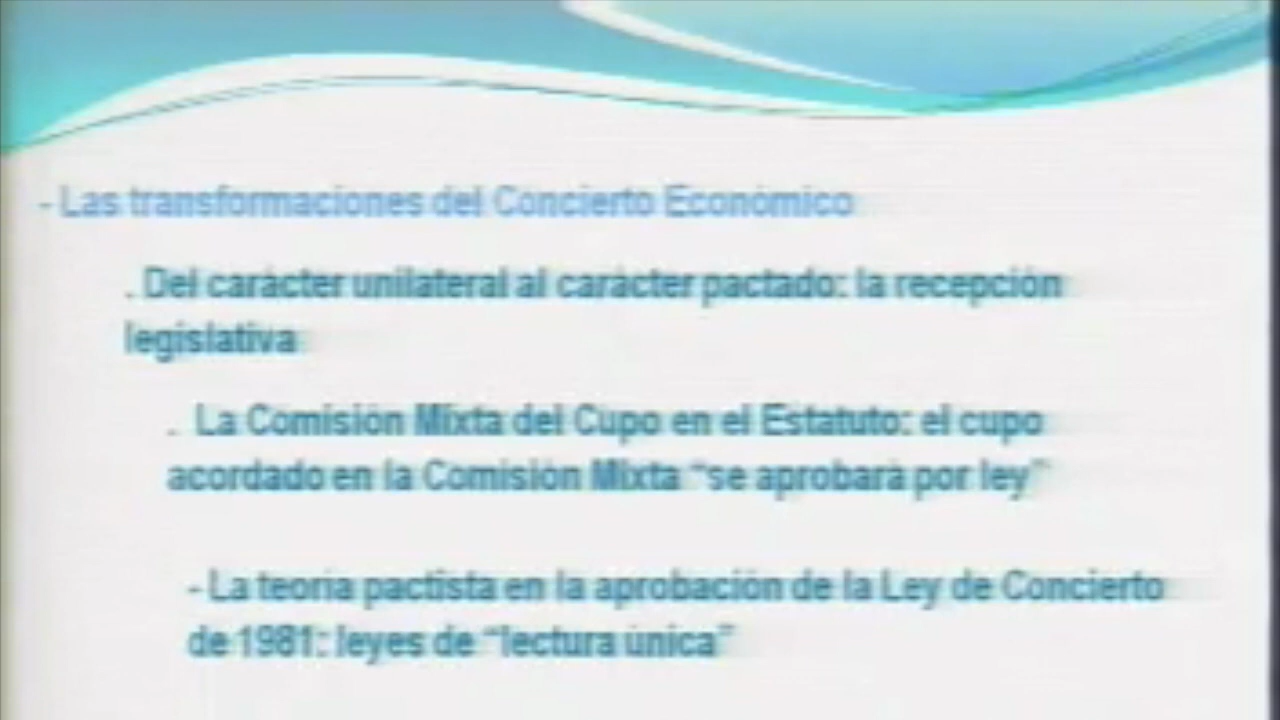 - Las transformaciones del Concierto Económico
. Del carácter unilateral al carácter pactado: la recepción
legislativa
. La Comisión Mixta del Cupo en el Estatuto: el cupo
acordado en la Comisión Mixta “se aprobará por ley”
- La teoría pactista en la aprobación de la Ley de Concierto
de 1981: leyes de “lectura única”